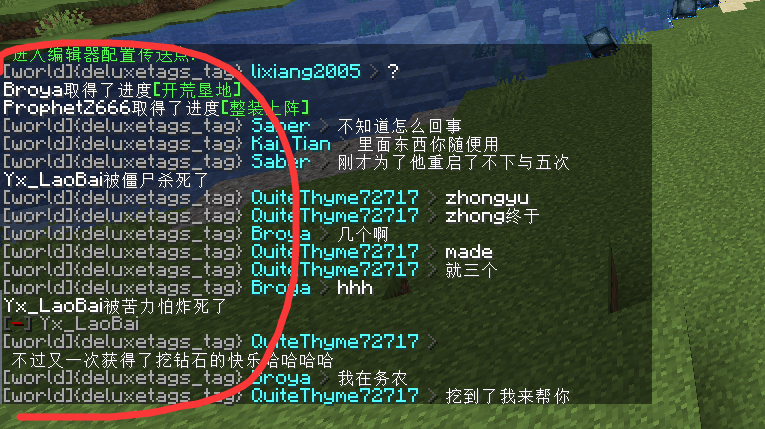 进入编辑器配置传送点.
[world]{deluxetags_tag} lixiang2005 > ?
Broya取得了进度[开荒垦地]
ProphetZ666取得了进度[整装上阵]
[world]{deluxetags_tag} Saber > 不知道怎么回事
[world]{deluxetags_tag} Kai_Tian > 里面东西你随便用
[world]{deluxetags_tag} Saber > 刚才为了他重启了不下与五次
Yx_LaoBai被僵尸杀死了
[world]{deluxetags_tag} QuiteThyme72717 > zhongyu
[world]{deluxetags_tag} QuiteThyme72717 > zhong终于
[world]{deluxetags_tag} Broya > 几个啊
[world]{deluxetags_tag} QuiteThyme72717 > made
[world]{deluxetags_tag} QuiteThyme72717 > 就三个
[world]{deluxetags_tag} Broya > hhh
Yx_LaoBai被苦力怕炸死了
[-] Yx_LaoBai
[world]{deluxetags_tag} QuiteThyme72717 >
不过又一次获得了挖钻石的快乐哈哈哈哈
[world]{deluxetags_tag} Broya > 我在务农
[world]{deluxetags_tag} QuiteThyme72717 > 挖到了我来帮你